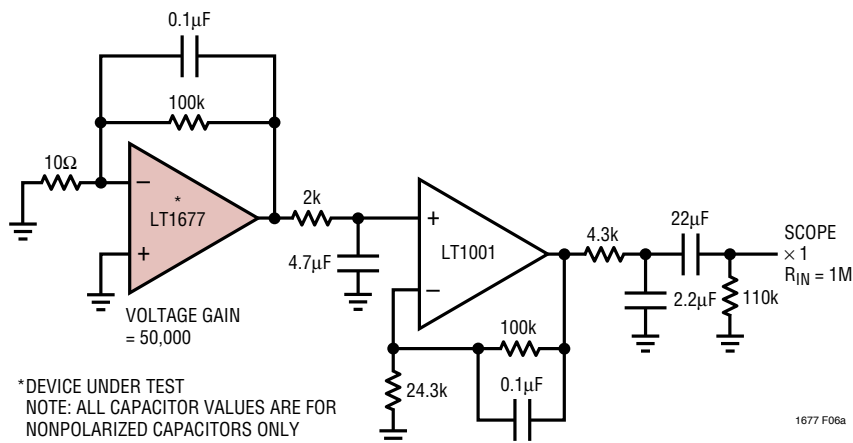 0.1µF
100k
10Ω
–
*
LT1677
+
VOLTAGE GAIN
= 50,000
2k
4.7µF
+
LT1001
–
24.3k
100k
0.1µF
4.3k
22µF
2.2µF
110k
SCOPE
× 1
RIN = 1M
*DEVICE UNDER TEST
NOTE: ALL CAPACITOR VALUES ARE FOR
NONPOLARIZED CAPACITORS ONLY
1677 F06a